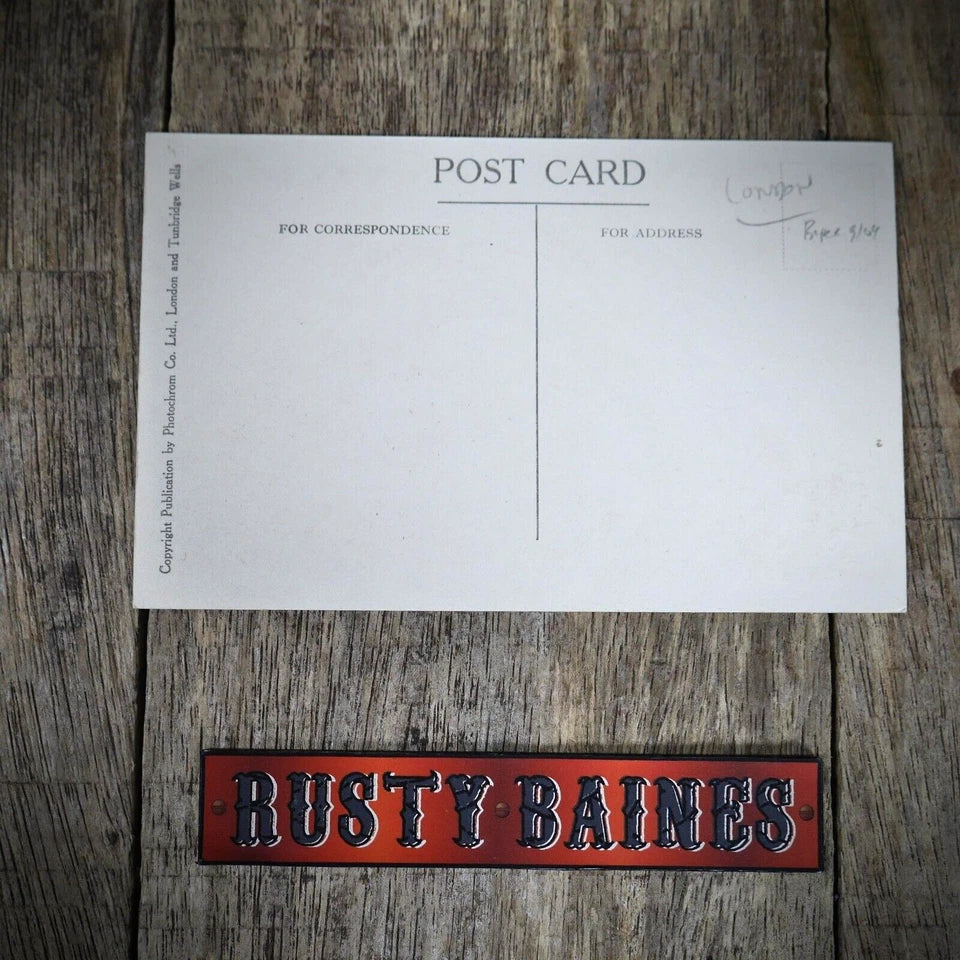 POST CARD
LONDON
FOR CORRESPONDENCE
FOR ADDRESS
Copyright Publication by Photochrom Co. Ltd., London and Tunbridge Wells
RUSTY BAINES